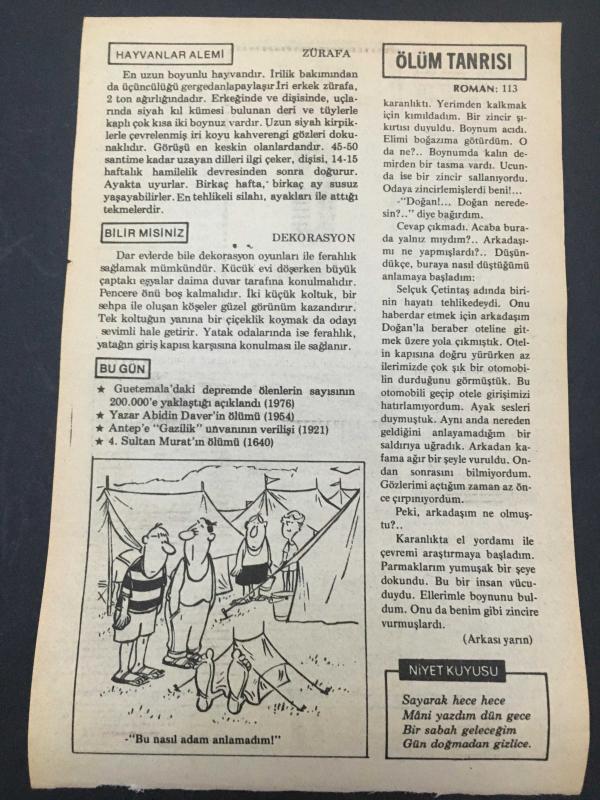 HAYVANLAR ALEMİ
ZÜRAFA
En uzun boyunlu hayvandır. İrilik bakımından
da üçüncülüğü gergedanlapaylaşır İri erkek zürafa,
2 ton ağırlığındadır. Erkeğinde ve dişisinde, uçla-
rında siyah kıl kümesi bulunan deri ve tüylerle
kaplı çok kısa iki boynuz vardır. Uzun siyah kirpik-
lerle çevrelenmiş iri koyu kahverengi gözleri doku-
naklıdır. Görüşü en keskin olanlardandır. 45-50
santime kadar uzayan dilleri ilgi çeker, dişisi, 14-15
haftalık hamilelik devresinden sonra doğurur.
Ayakta uyurlar. Birkaç hafta, birkaç ay susuz
yaşayabilirler. En tehlikeli silahı, ayakları ile attığı
tekmelerdir.
BİLİR MİSİNİZ
DEKORASYON
Dar evlerde bile dekorasyon oyunları ile ferahlık
sağlamak mümkündür. Kücük evi döşerken büyük
çaptaki eşyalar daima duvar tarafına konulmalıdır.
Pencere önü boş kalmalıdır. İki küçük koltuk, bir
sehpa ile oluşan köşeler güzel görünüm kazandırır.
Tek koltuğun yanına bir çiçeklik koymak da odayı
sevimli hale getirir. Yatak odalarında ise ferahlık,
yatağın giriş kapısı karşısına konulması ile sağlanır.
BU GÜN
★ Guetemala'daki depremde ölenlerin sayısının
200.000'e yaklaştığı açıklandı (1976)
★ Yazar Abidin Daver'in ölümü (1954)
★ Antep'e "Gazilik" unvanının verilişi (1921)
★ 4. Sultan Murat'ın ölümü (1640)
-"Bu nasıl adam anlamadım!"
ÖLÜM TANRISI
ROMAN: 113
karanlıktı. Yerimden kalkmak
için kımıldadım. Bir zincir şı-
kırtısı duyuldu. Boynum acıdı.
Elimi boğazıma götürdüm. O
da ne?.. Boynumda kalın de-
mirden bir tasma vardı. Ucun-
da ise bir zincir sallanıyordu.
Odaya zincirlemişlerdi beni!...
-"Doğan!... Doğan nerede-
sin?.." diye bağırdım.
Cevap çıkmadı. Acaba bura-
da yalnız mıydım?.. Arkadaşı-
mı ne yapmışlardı?.. Düşün-
dükçe, buraya nasıl düştüğümü
anlamaya başladım:
Selçuk Çetintaş adında biri-
nin hayatı tehlikedeydi. Onu
haberdar etmek için arkadaşım
Doğan'la beraber oteline git-
mek üzere yola çıkmıştık. Otel-
in kapısına doğru yürürken az
ilerimizde çok şık bir otomobi-
lin durduğunu görmüştük. Bu
otomobili geçip otele girişimizi
hatırlamıyordum. Ayak sesleri
duymuştuk. Aynı anda nereden
geldiğini anlayamadığım bir
saldırıya uğradık. Arkadan ka-
fama ağır bir şeyle vuruldu. On-
dan sonrasını bilmiyordum.
Gözlerimi açtığım zaman az ön-
ce çırpınıyordum.
Peki, arkadaşım ne olmuş-
tu?..
Karanlıkta el yordamı ile
çevremi araştırmaya başladım.
Parmaklarım yumuşak bir şeye
dokundu. Bu bir insan vücu-
duydu. Ellerimle boynunu bul-
dum. Onu da benim gibi zincire
vurmuşlardı.
(Arkası yarın)
NİYET KUYUSU
Sayarak hece hece
Mâni yazdım dün gece
Bir sabah geleceğim
Gün doğmadan gizlice.